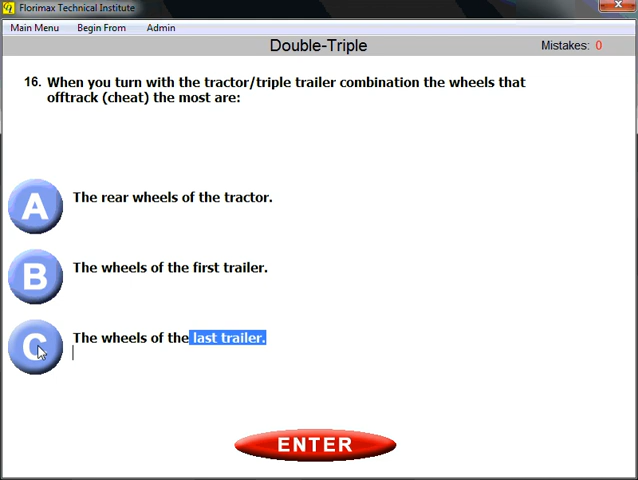 Florimax Technical Institute
Main Menu Begin From Admin
Double-Triple Mistakes: 0
16. When you turn with the tractor/triple trailer combination the wheels that
offtrack (cheat) the most are:
A The rear wheels of the tractor.
B The wheels of the first trailer.
C The wheels of the last trailer.
ENTER